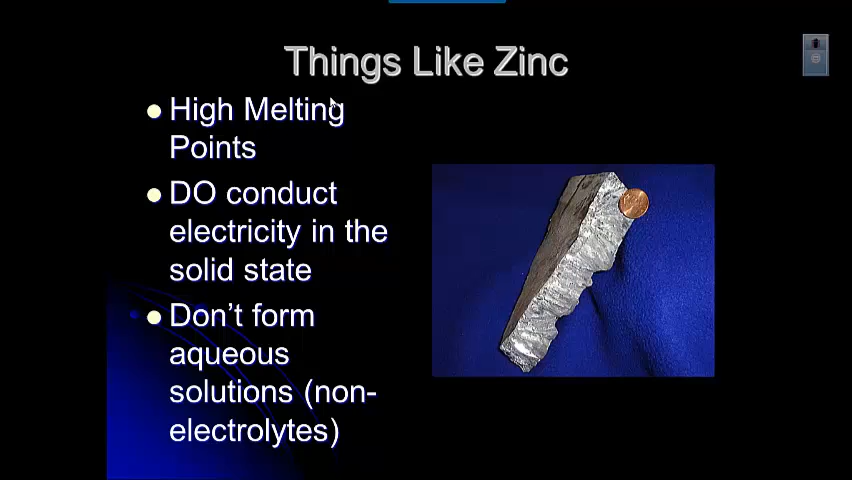 Things Like Zinc
High Melting
Points
DO conduct
electricity in the
solid state
Don't form
aqueous
solutions (non-
electrolytes)